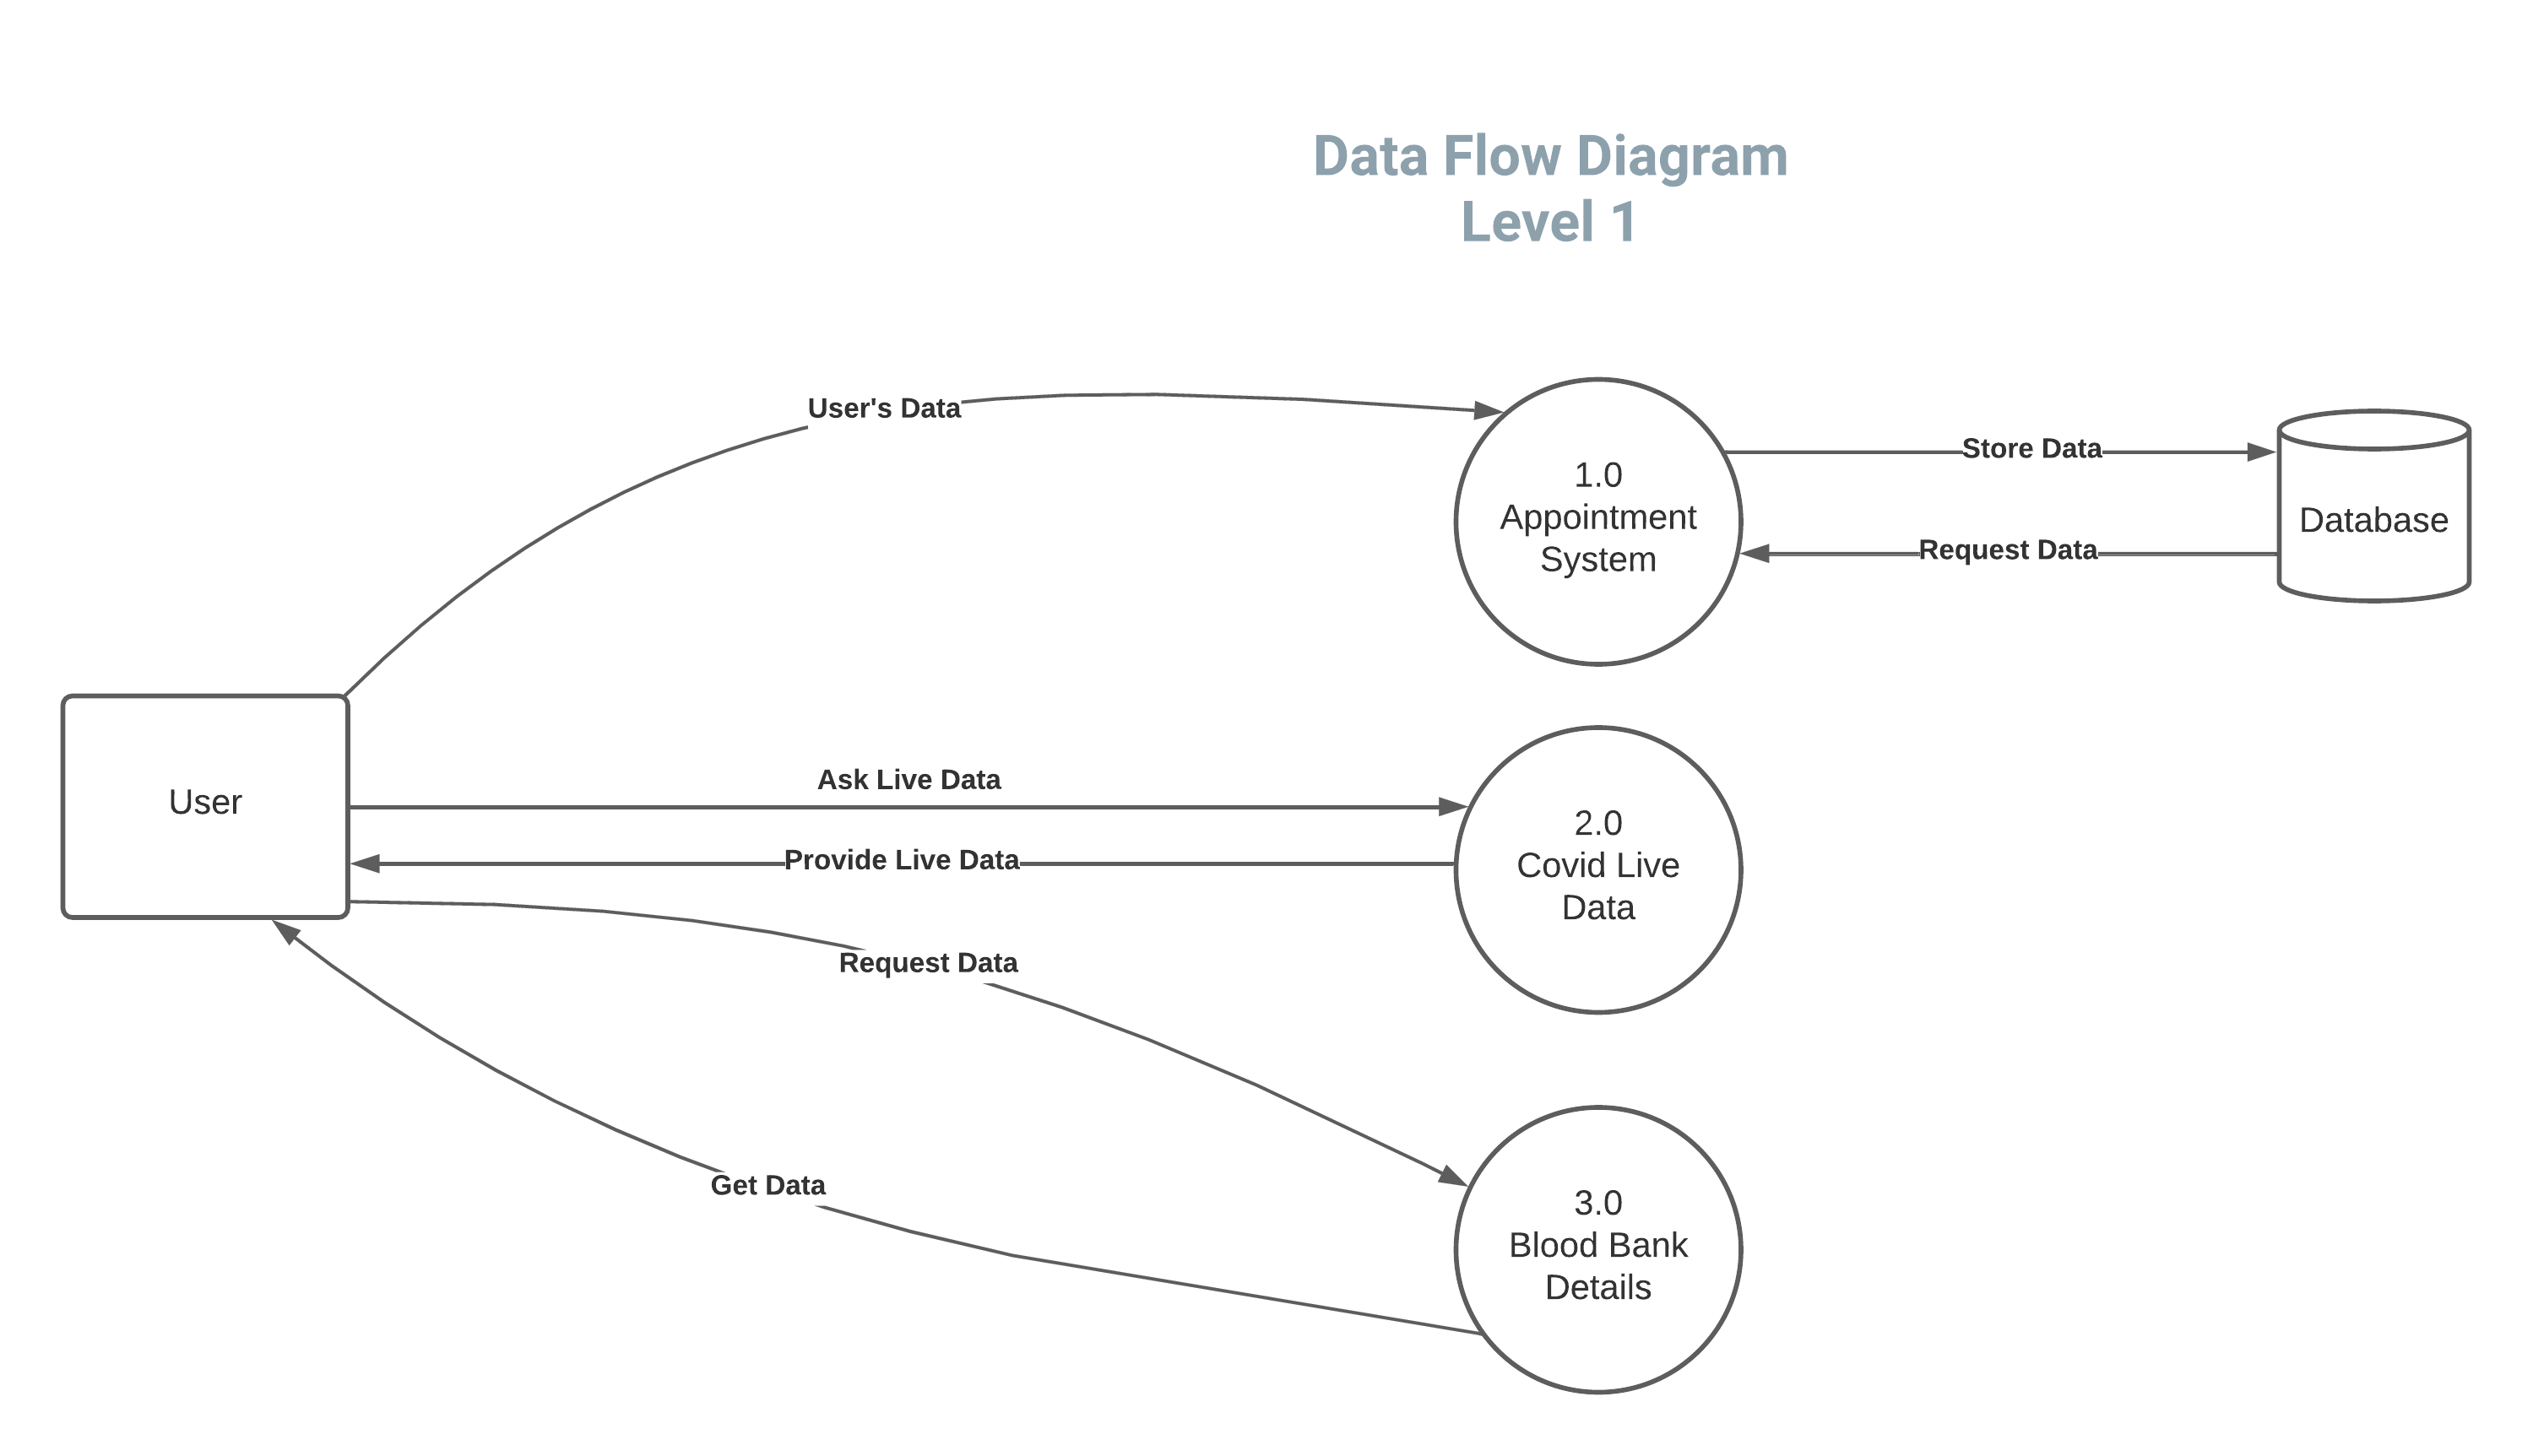 Data Flow Diagram
Level 1
User's Data
1.0
Appointment
System
Store Data
Request Data
Database
User
Ask Live Data
Provide Live Data
2.0
Covid Live
Data
Request Data
Get Data
3.0
Blood Bank
Details